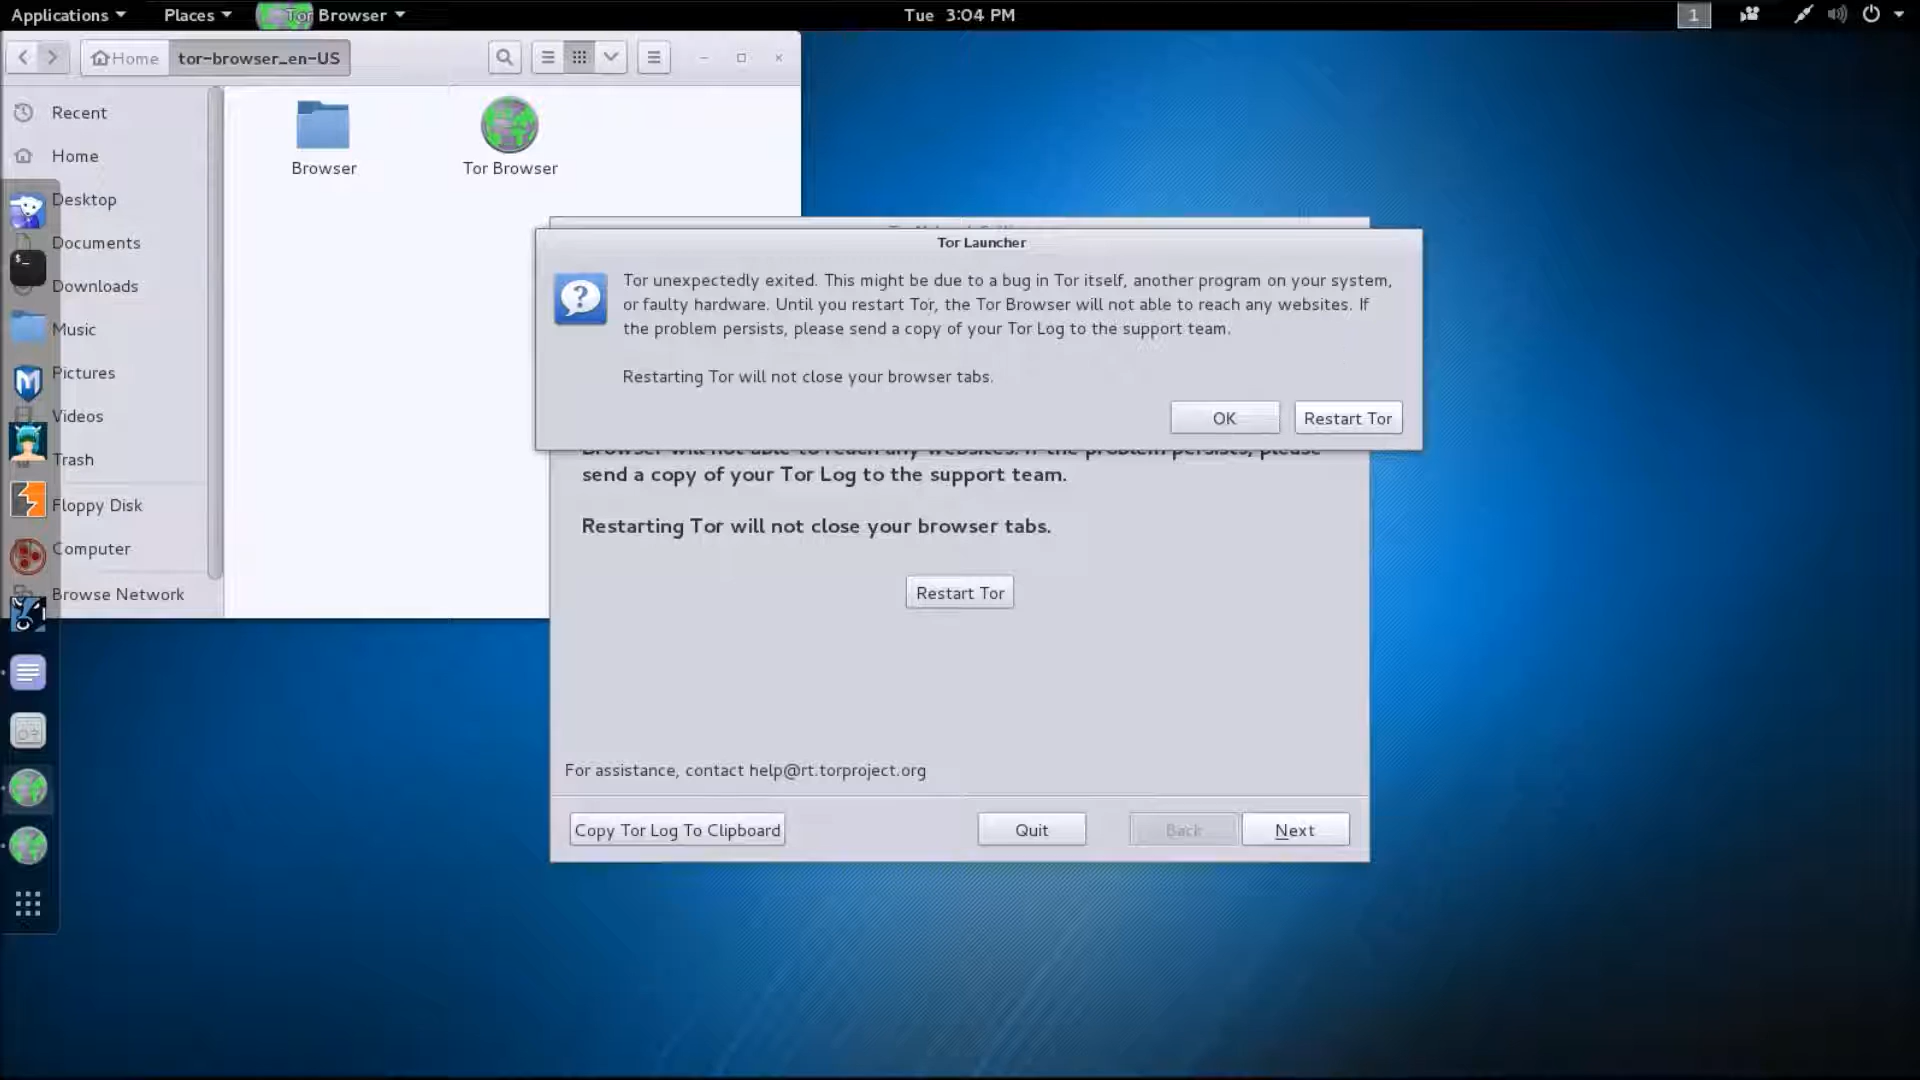 Applications
Places
Tor Browser
Tue 3:04 PM
1
Home
tor-browser_en-US
Recent
Home
Desktop
Documents
Downloads
Music
Pictures
Videos
Trash
Floppy Disk
Computer
Browse Network
Browser
Tor Browser
Tor Launcher
Tor unexpectedly exited. This might be due to a bug in Tor itself, another program on your system,
or faulty hardware. Until you restart Tor, the Tor Browser will not able to reach any websites. If
the problem persists, please send a copy of your Tor Log to the support team.
Restarting Tor will not close your browser tabs.
OK
Restart Tor
Browser will not able to reach any websites. If the problem persists, please
send a copy of your Tor Log to the support team.
Restarting Tor will not close your browser tabs.
Restart Tor
For assistance, contact help@rt.torproject.org
Copy Tor Log To Clipboard
Quit
Back
Next